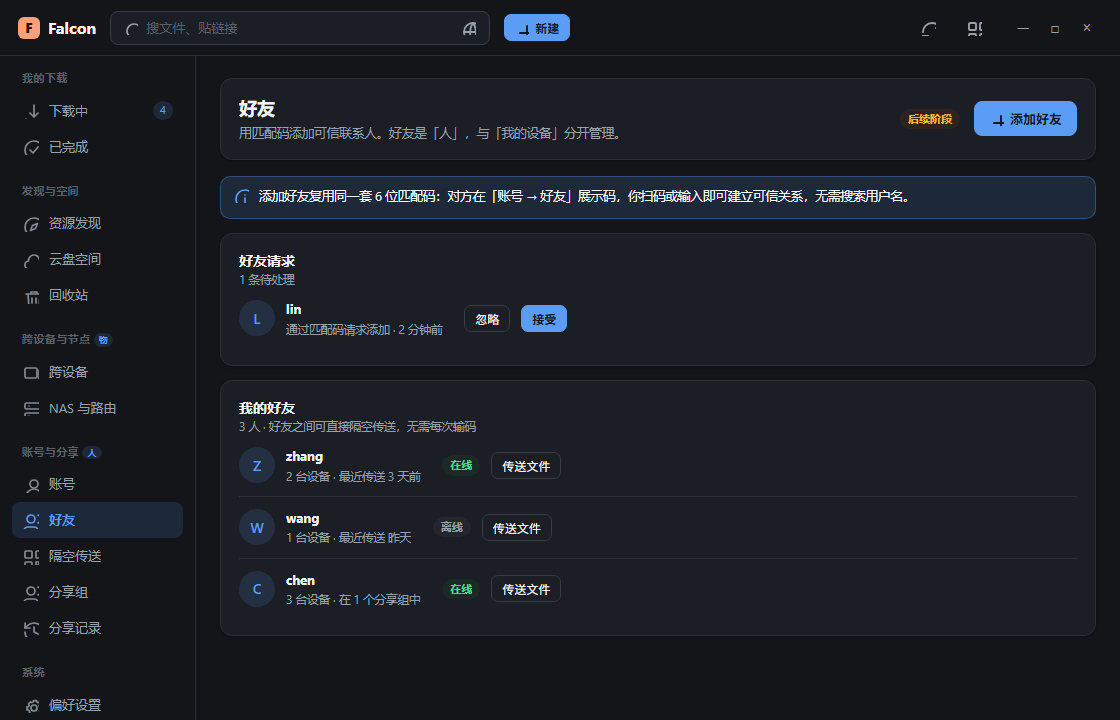 F Falcon
搜文件、贴链接
新建
我的下载
下载中 4
已完成
发现与空间
资源发现
云盘空间
回收站
跨设备与节点 物
跨设备
NAS 与路由
账号与分享 人
账号
好友
隔空传送
分享组
分享记录
系统
偏好设置
好友
用匹配码添加可信联系人。好友是「人」，与「我的设备」分开管理。
后续阶段
添加好友
添加好友复用同一套 6 位匹配码：对方在「账号 → 好友」展示码，你扫码或输入即可建立可信关系，无需搜索用户名。
好友请求
1 条待处理
L
lin
通过匹配码请求添加 · 2 分钟前
忽略
接受
我的好友
3 人 · 好友之间可直接隔空传送，无需每次输码
Z
zhang
2 台设备 · 最近传送 3 天前
在线
传送文件
W
wang
1 台设备 · 最近传送 昨天
离线
传送文件
C
chen
3 台设备 · 在 1 个分享组中
在线
传送文件